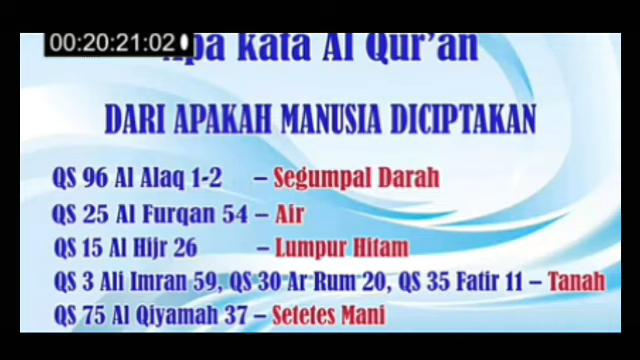 00:20:21:02
Apa kata Al Qur'an
DARI APAKAH MANUSIA DICIPTAKAN
QS 96 Al Alaq 1-2 – Segumpal Darah
QS 25 Al Furqan 54 – Air
QS 15 Al Hijr 26 – Lumpur Hitam
QS 3 Ali Imran 59, QS 30 Ar Rum 20, QS 35 Fatir 11 – Tanah
QS 75 Al Qiyamah 37 – Setetes Mani